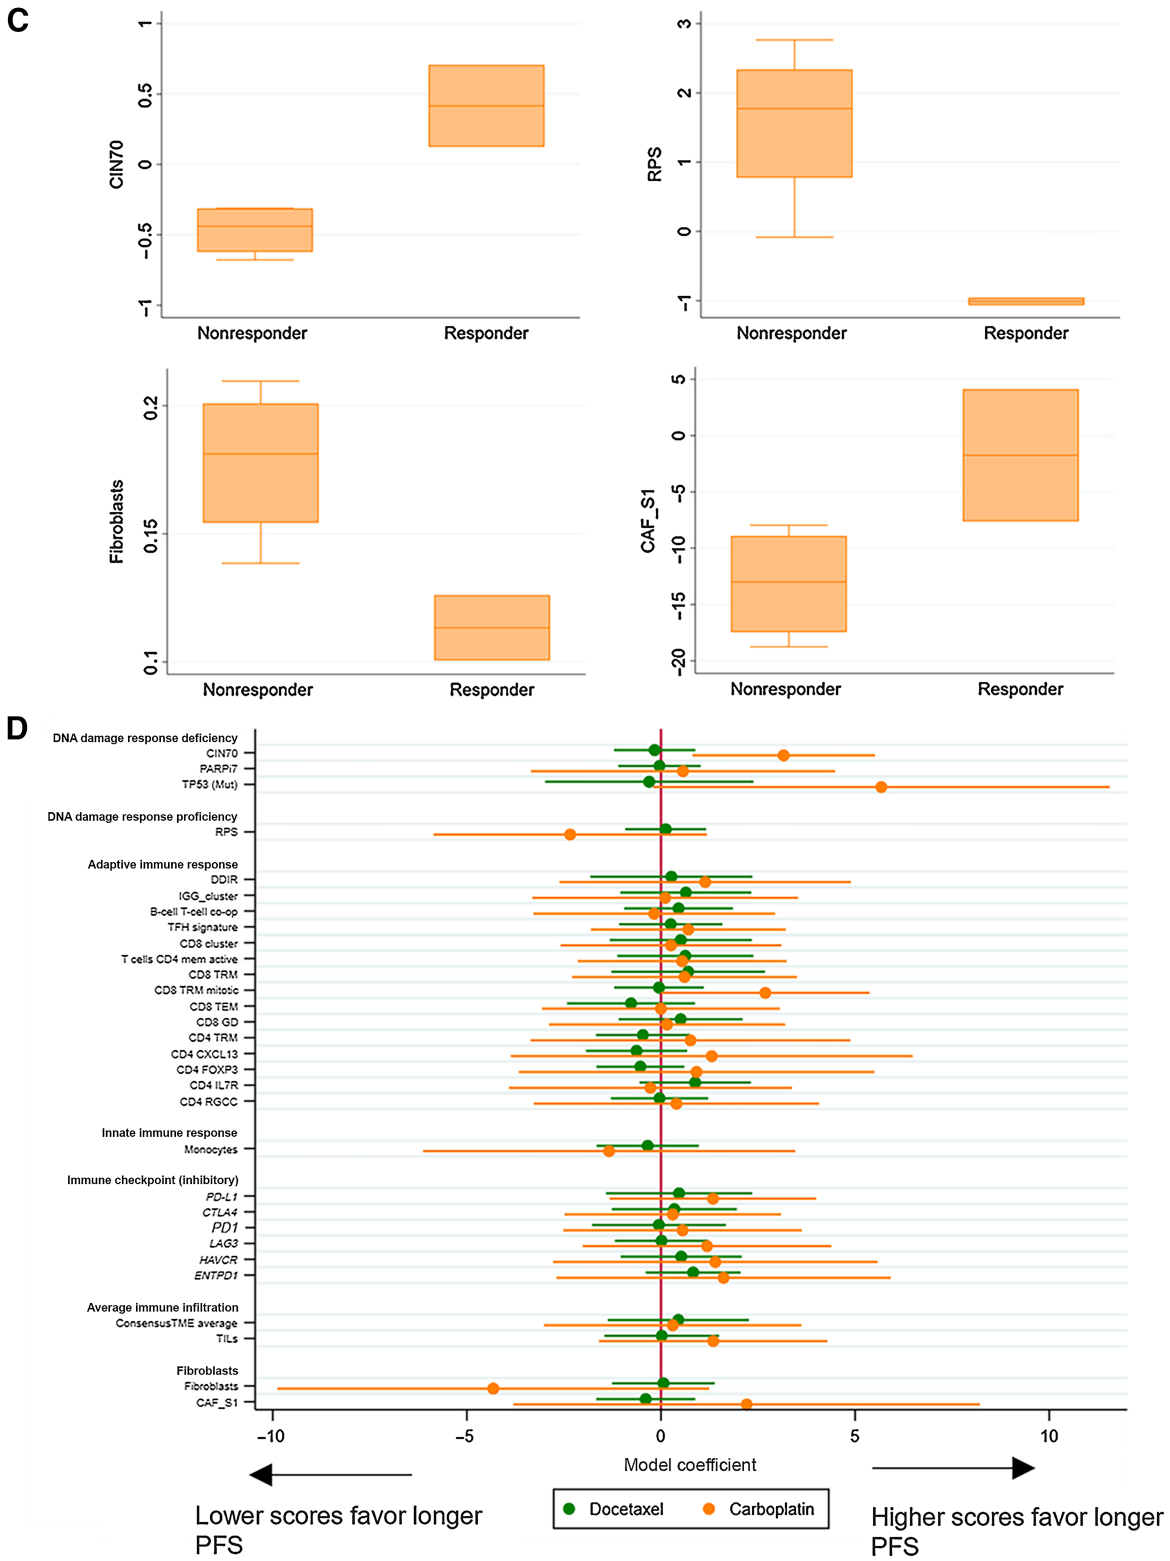 C
1
0.5
0
−0.5
−1
CIN70
Nonresponder
Responder
3
2
1
0
−1
RPS
Nonresponder
Responder
0.2
0.15
0.1
Fibroblasts
Nonresponder
Responder
5
0
−5
−10
−15
−20
CAF_S1
Nonresponder
Responder
D
DNA damage response deficiency
CIN70
PARPi7
TP53 (Mut)
DNA damage response proficiency
RPS
Adaptive immune response
DDIR
IGG_cluster
B-cell T-cell co-op
TFH signature
CD8 cluster
T cells CD4 mem active
CD8 TRM
CD8 TRM mitotic
CD8 TEM
CD8 GD
CD4 TRM
CD4 CXCL13
CD4 FOXP3
CD4 IL7R
CD4 RGCC
Innate immune response
Monocytes
Immune checkpoint (inhibitory)
PD-L1
CTLA4
PD1
LAG3
HAVCR
ENTPD1
Average immune infiltration
ConsensusTME average
TILs
Fibroblasts
Fibroblasts
CAF_S1
−10 −5 0 5 10
Model coefficient
Docetaxel Carboplatin
Lower scores favor longer
PFS
Higher scores favor longer
PFS